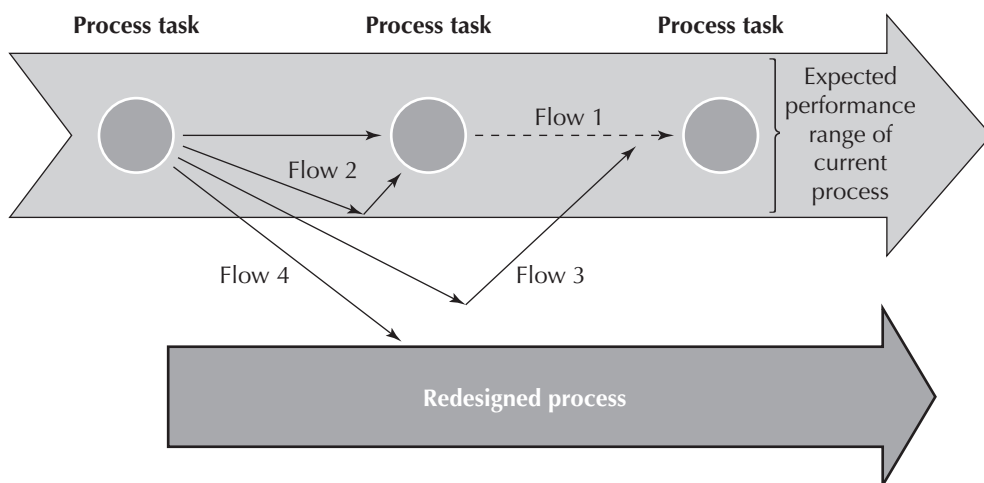 Process task
Process task
Process task
Flow 1
Flow 2
Expected
performance
range of
current
process
Flow 4
Flow 3
Redesigned process